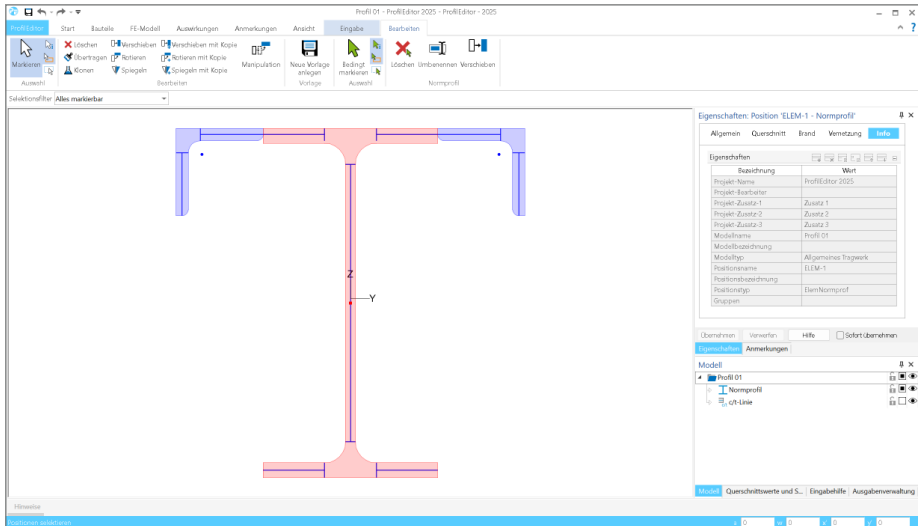 Profil 01 - ProfilEditor 2025 - ProfilEditor - 2025
ProfilEditor Start Bauteile FE-Modell Auswirkungen Anmerkungen Ansicht Eingabe Bearbeiten
Markieren
Löschen Verschieben Verschieben mit Kopie
Übertragen Rotieren Rotieren mit Kopie
Klonen Spiegeln Spiegeln mit Kopie
Manipulation
Neue Vorlage anlegen
Bedingt markieren
Löschen Umbenennen Verschieben
Auswahl Bearbeiten Vorlage Auswahl Normprofil
Selektionsfilter Alles markierbar
Z
Y
Eigenschaften: Position 'ELEM-1 - Normprofil'
Allgemein Querschnitt Brand Vernetzung Info
Eigenschaften
Bezeichnung Wert
Projekt-Name ProfilEditor 2025
Projekt-Bearbeiter
Projekt-Zusatz-1 Zusatz 1
Projekt-Zusatz-2 Zusatz 2
Projekt-Zusatz-3 Zusatz 3
Modellname Profil 01
Modellbezeichnung
Modelltyp Allgemeines Tragwerk
Positionsname ELEM-1
Positionsbezeichnung
Positionstyp ElemNormprof
Gruppen
Übernehmen Verwerfen Hilfe Sofort übernehmen
Eigenschaften Anmerkungen
Modell
Profil 01
Normprofil
c/t-Linie
Modell Querschnittswerte und S... Eingabehilfe Ausgabenverwaltung
Hinweise
Positionen selektieren
0 0 0 0